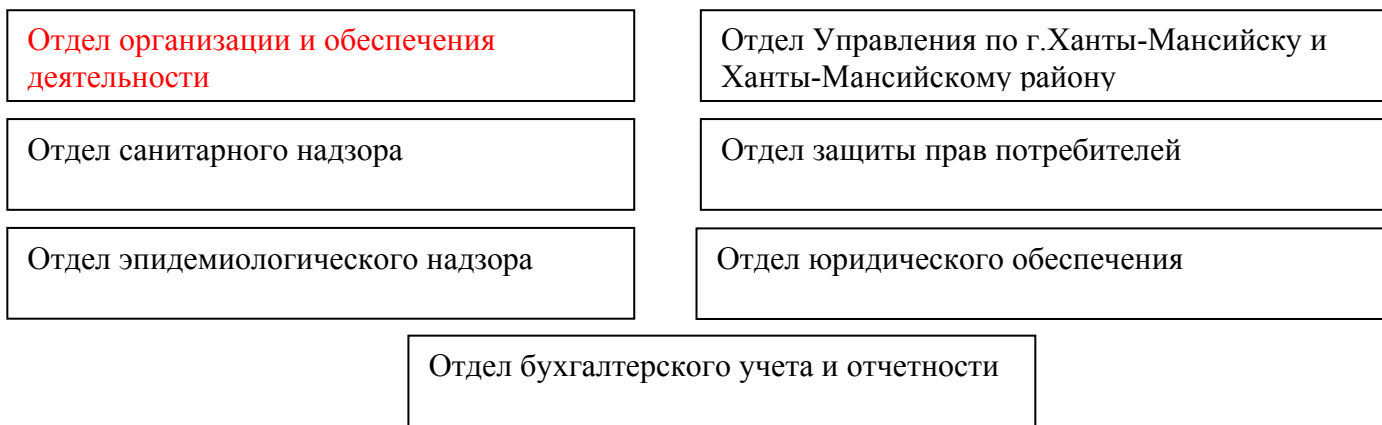 Отдел организации и обеспечения
деятельности
Отдел Управления по г.Ханты-Мансийску и
Ханты-Мансийскому району
Отдел санитарного надзора
Отдел защиты прав потребителей
Отдел эпидемиологического надзора
Отдел юридического обеспечения
Отдел бухгалтерского учета и отчетности